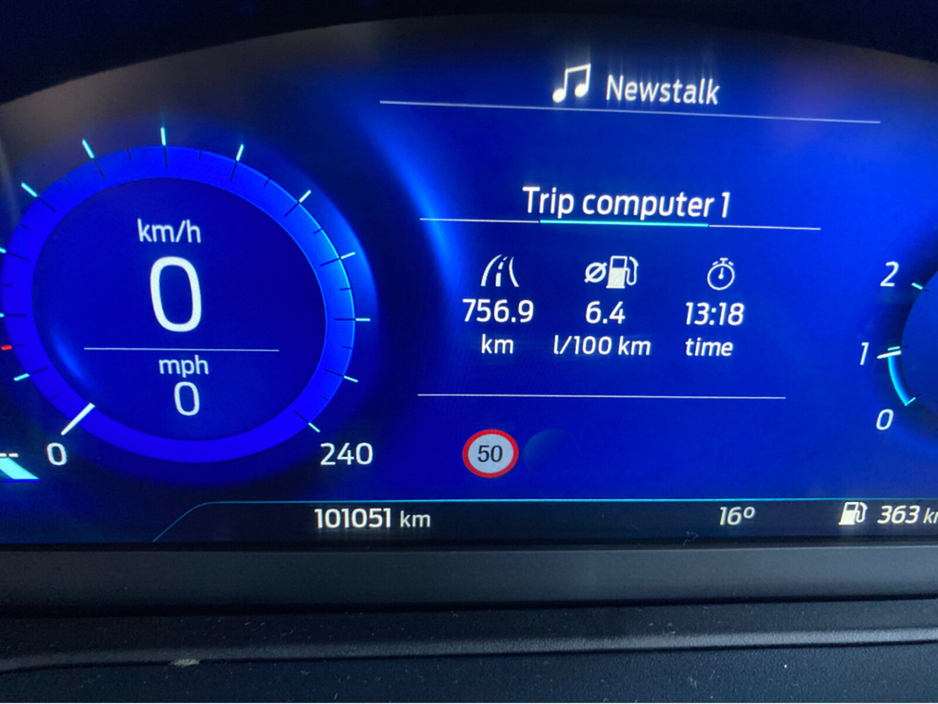 Newstalk
Trip computer 1
km/h
0
mph
0
0
240
756.9 6.4 13:18
km l/100 km time
50
2
1
0
101051 km 16º 363